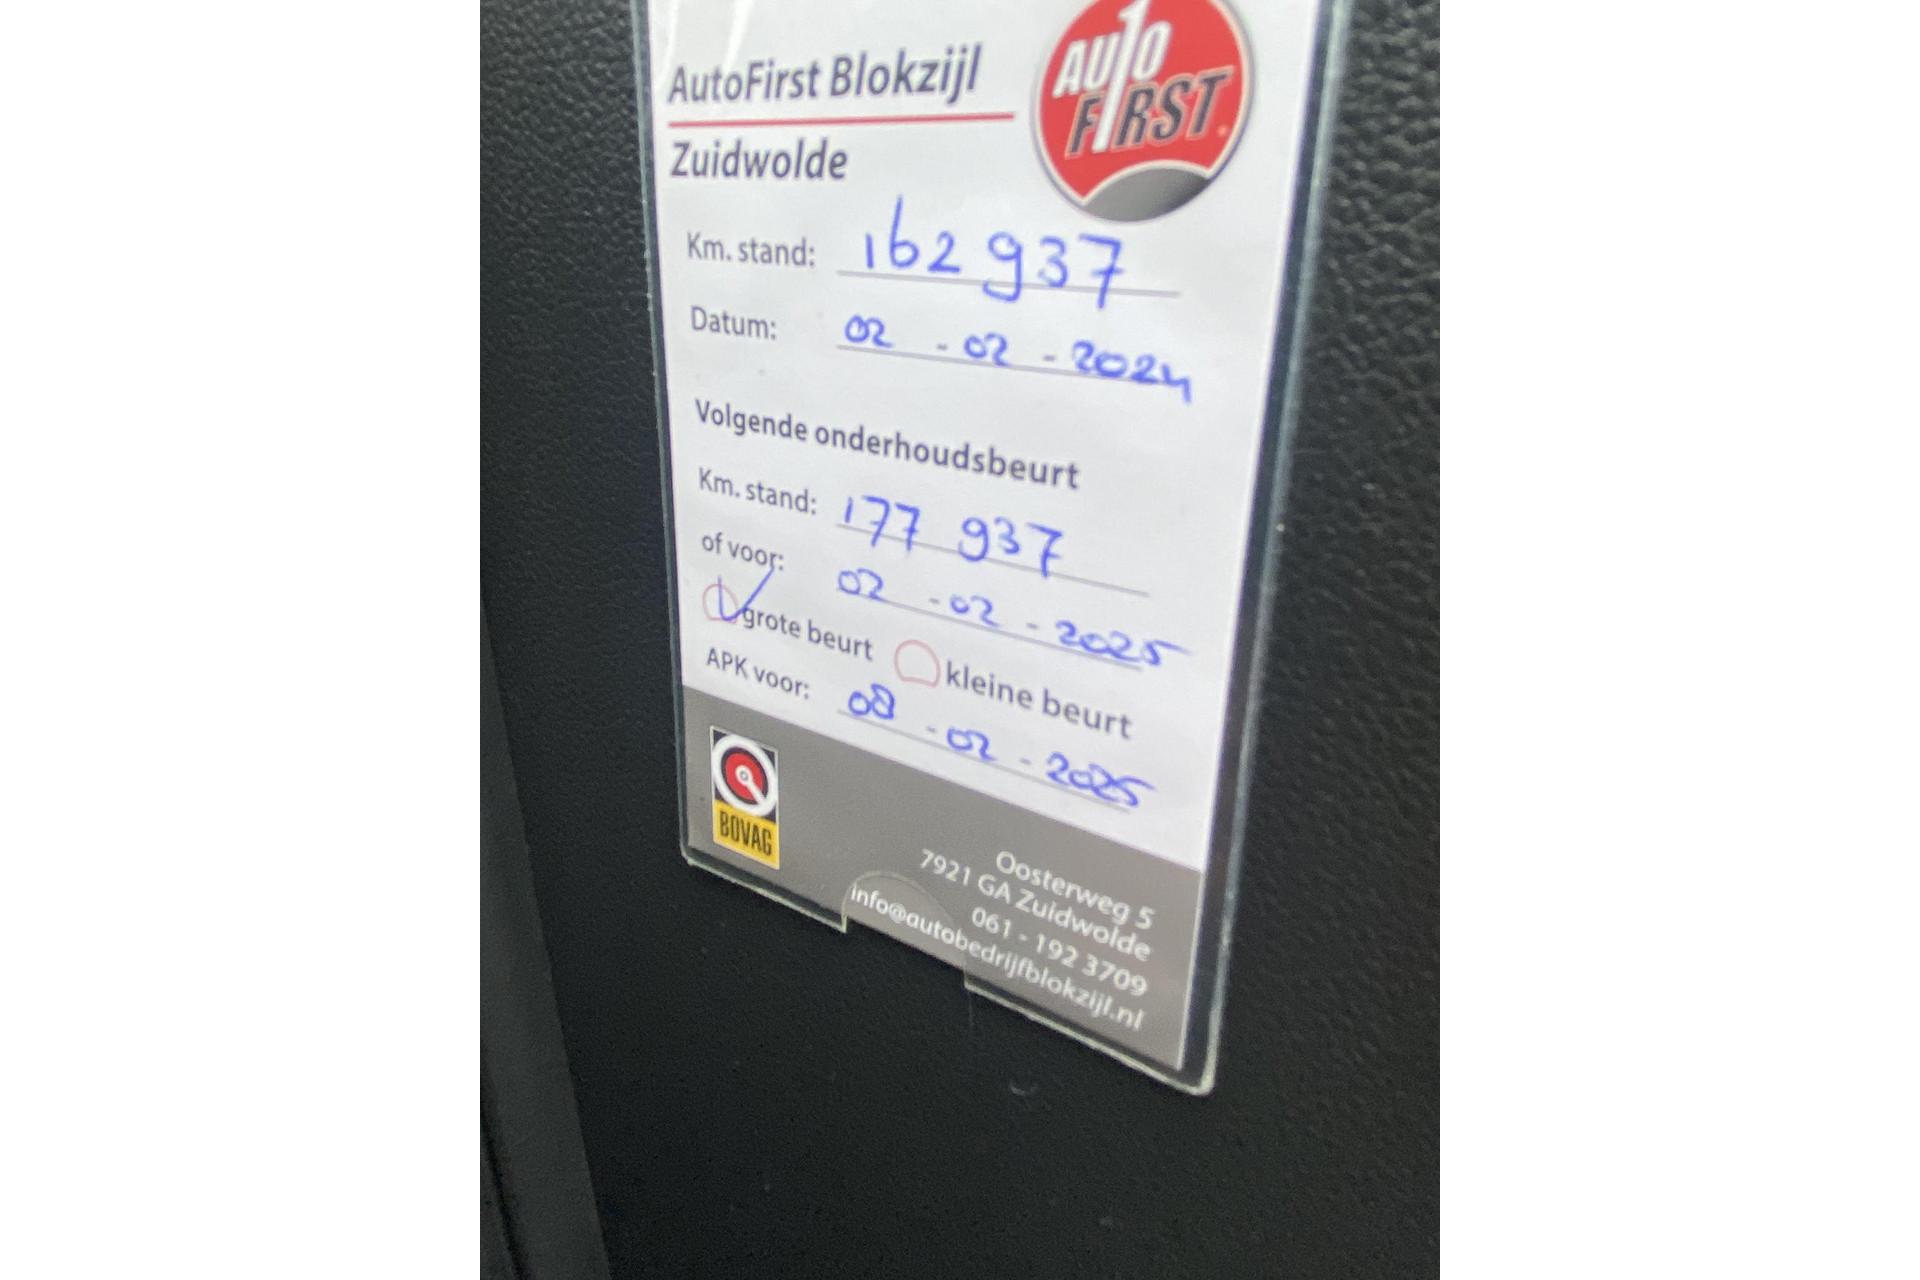 AutoFirst Blokzijl
AUTO
F1RST.
Zuidwolde
Km. stand: 162 937
Datum: 02 - 02 - 2024
Volgende onderhoudsbeurt
Km. stand: 177 937
of voor: 02 - 02 - 2025
grote beurt kleine beurt
APK voor: 08 - 02 - 2025
BOVAG
Oosterweg 5
7921 GA Zuidwolde
061 - 192 3709
info@autobedrijfblokzijl.nl